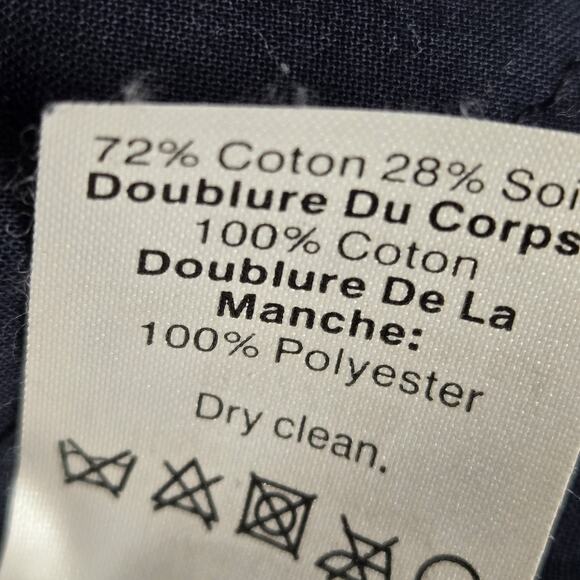 72% Coton 28% Soi
Doublure Du Corps
100% Coton
Doublure De La
Manche:
100% Polyester
Dry clean.